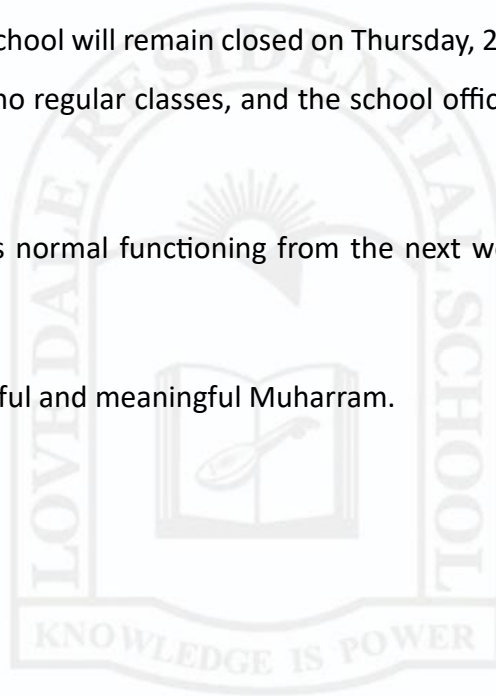 chool will remain closed on Thursday, 2
no regular classes, and the school offic
s normal functioning from the next w
ful and meaningful Muharram.
LOVEDALE RESIDENTIAL SCHOOL
KNOWLEDGE IS POWER